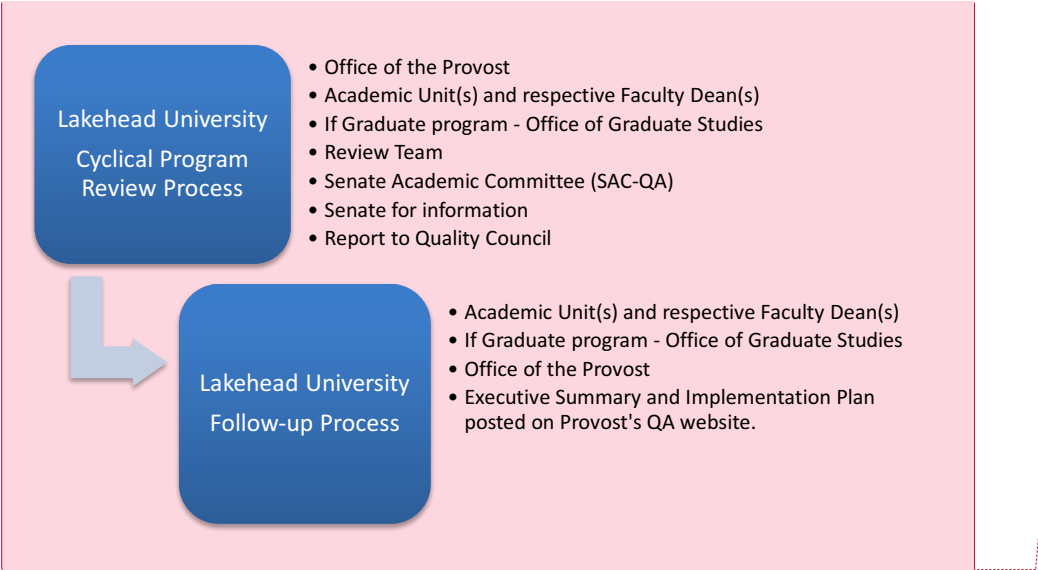 Lakehead University
Cyclical Program
Review Process
• Office of the Provost
• Academic Unit(s) and respective Faculty Dean(s)
• If Graduate program - Office of Graduate Studies
• Review Team
• Senate Academic Committee (SAC-QA)
• Senate for information
• Report to Quality Council
Lakehead University
Follow-up Process
• Academic Unit(s) and respective Faculty Dean(s)
• If Graduate program - Office of Graduate Studies
• Office of the Provost
• Executive Summary and Implementation Plan
posted on Provost's QA website.